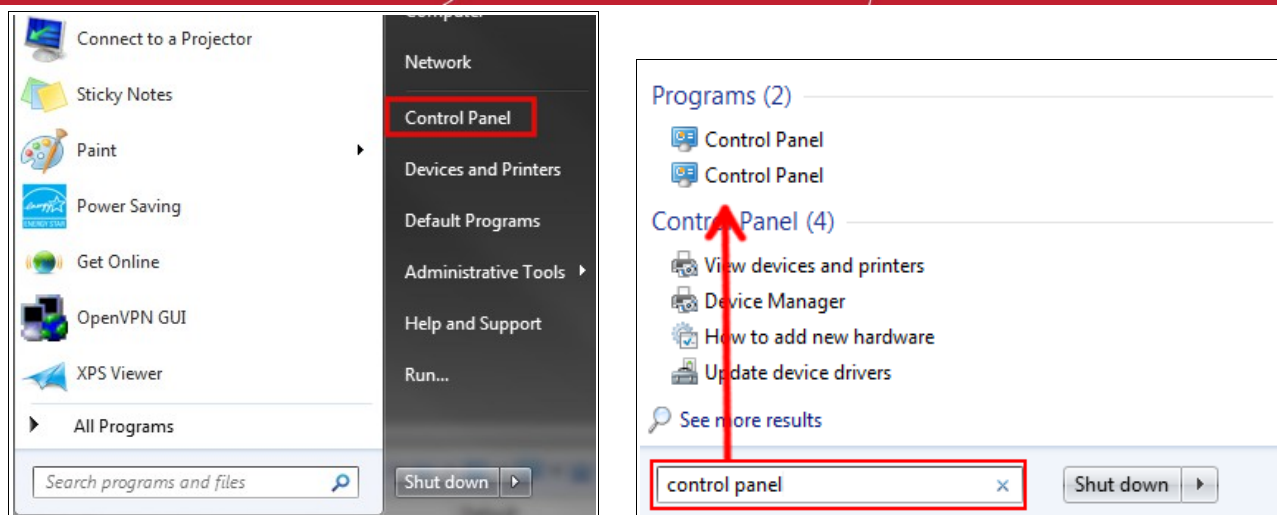 Connect to a Projector
Sticky Notes
Paint
Power Saving
ENERGY STAR
Get Online
OpenVPN GUI
XPS Viewer
All Programs
Search programs and files
Computer
Network
Control Panel
Devices and Printers
Default Programs
Administrative Tools
Help and Support
Run...
Shut down
Programs (2)
Control Panel
Control Panel
Control Panel (4)
View devices and printers
Device Manager
How to add new hardware
Update device drivers
See more results
control panel
Shut down